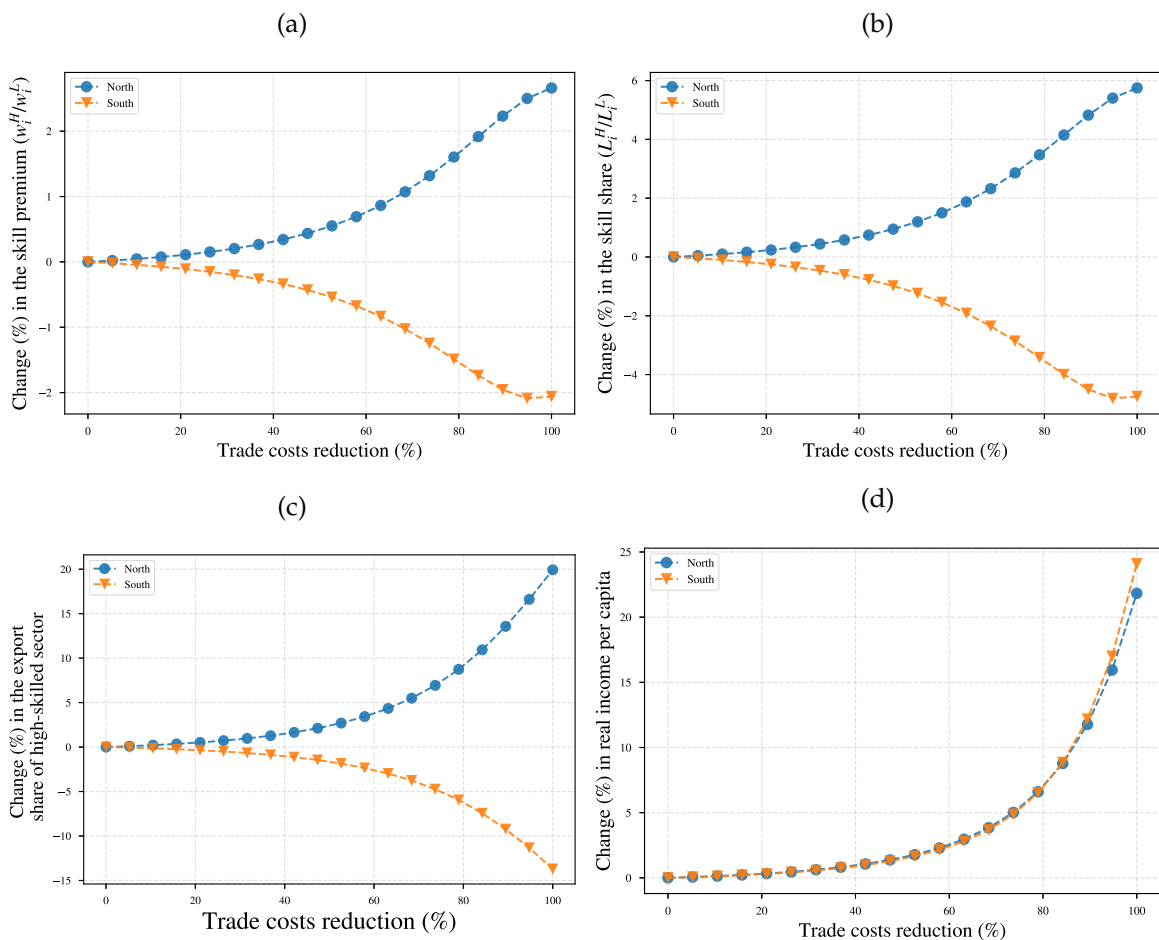 (a)
Change (%) in the skill premium (w_i^H/w_i^L)
2
1
0
−1
−2
North
South
0 20 40 60 80 100
Trade costs reduction (%)
(b)
Change (%) in the skill share (L_i^H/L_i^L)
6
4
2
0
−2
−4
North
South
0 20 40 60 80 100
Trade costs reduction (%)
(c)
Change (%) in the export
share of high-skilled sector
20
15
10
5
0
−5
−10
−15
North
South
0 20 40 60 80 100
Trade costs reduction (%)
(d)
Change (%) in real income per capita
25
20
15
10
5
0
North
South
0 20 40 60 80 100
Trade costs reduction (%)